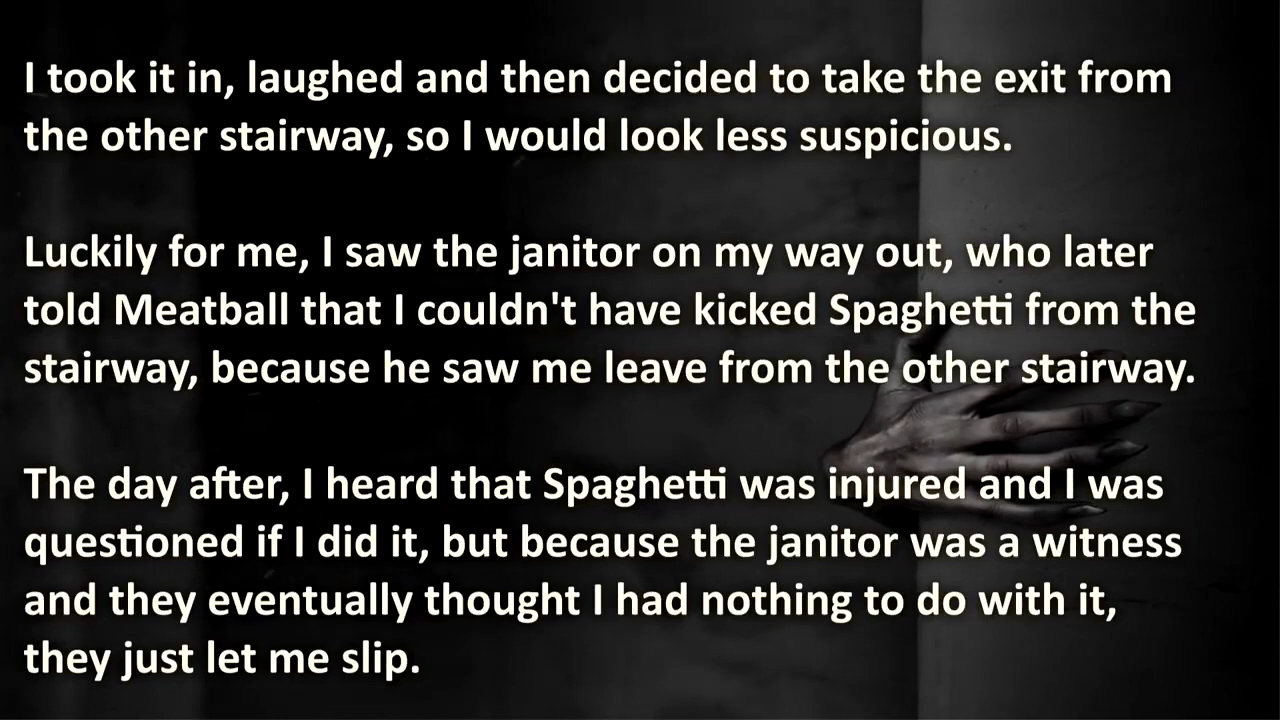 I took it in, laughed and then decided to take the exit from
the other stairway, so I would look less suspicious.
Luckily for me, I saw the janitor on my way out, who later
told Meatball that I couldn't have kicked Spaghetti from the
stairway, because he saw me leave from the other stairway.
The day after, I heard that Spaghetti was injured and I was
questioned if I did it, but because the janitor was a witness
and they eventually thought I had nothing to do with it,
they just let me slip.